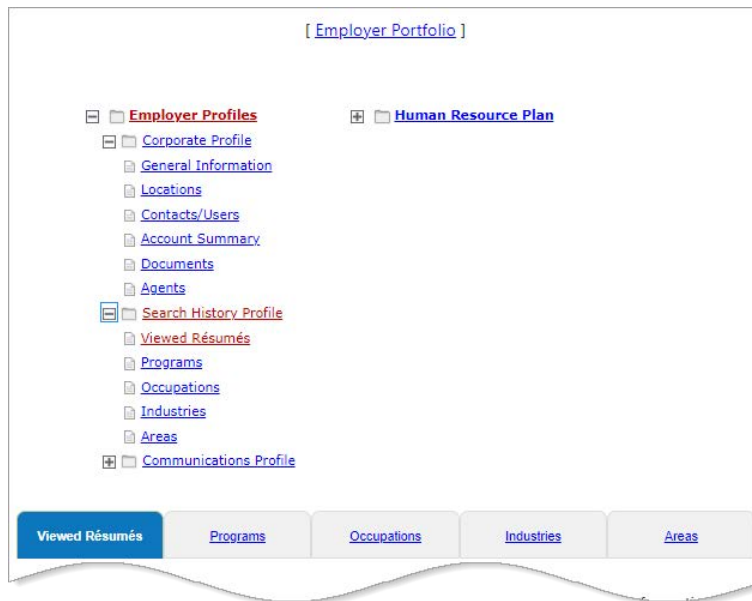 [ Employer Portfolio ]
Employer Profiles
Human Resource Plan
Corporate Profile
General Information
Locations
Contacts/Users
Account Summary
Documents
Agents
Search History Profile
Viewed Résumés
Programs
Occupations
Industries
Areas
Communications Profile
Viewed Résumés Programs Occupations Industries Areas